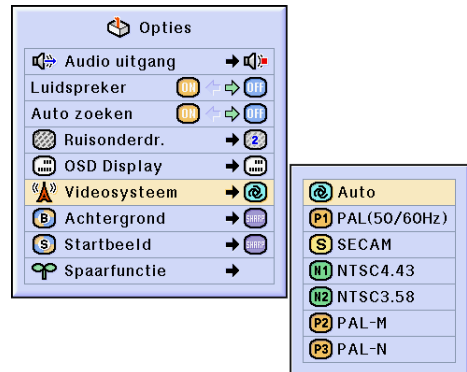 Opties
Audio uitgang
Luidspreker ON OFF
Auto zoeken ON OFF
Ruisonderdr. 2
OSD Display
Videosysteem
B Achtergrond SHARP
S Startbeeld SHARP
Spaarfunctie
Auto
P1 PAL(50/60Hz)
S SECAM
N1 NTSC4.43
N2 NTSC3.58
P2 PAL-M
P3 PAL-N